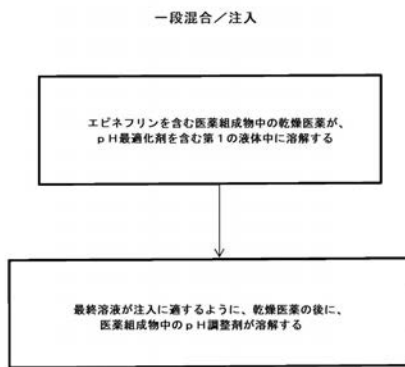 一段混合／注入
エピネフリンを含む医薬組成物中の乾燥医薬が、
ｐＨ最適化剤を含む第１の液体中に溶解する
最終溶液が注入に適するように、乾燥医薬の後に、
医薬組成物中のｐＨ調整剤が溶解する